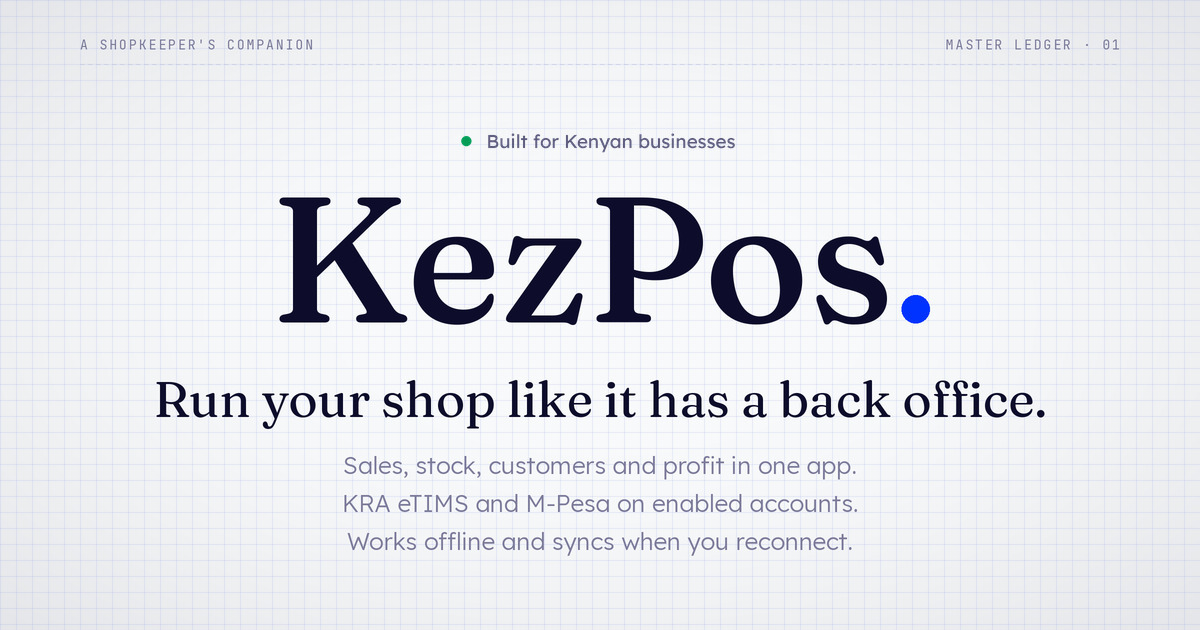 A SHOPKEEPER'S COMPANION
MASTER LEDGER · 01
Built for Kenyan businesses
KezPos.
Run your shop like it has a back office.
Sales, stock, customers and profit in one app.
KRA eTIMS and M-Pesa on enabled accounts.
Works offline and syncs when you reconnect.